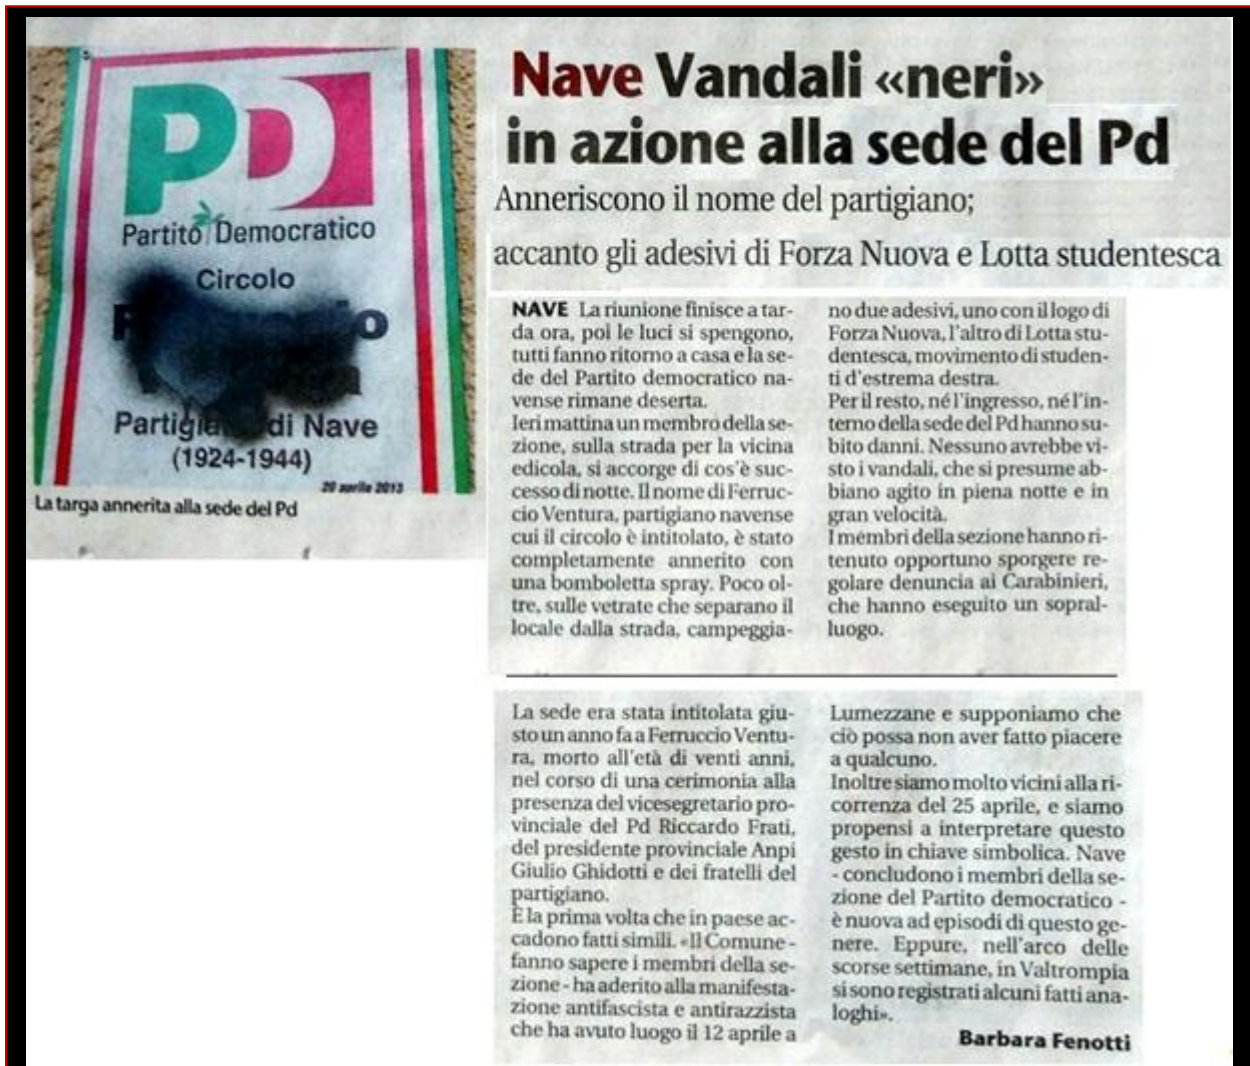 PD
Partito Democratico
Circolo
Partigiano di Nave
(1924-1944)
20 aprile 2013
La targa annerita alla sede del Pd
Nave Vandali «neri»
in azione alla sede del Pd
Anneriscono il nome del partigiano;
accanto gli adesivi di Forza Nuova e Lotta studentesca
NAVE La riunione finisce a tar-
da ora, poi le luci si spengono,
tutti fanno ritorno a casa e la se-
de del Partito democratico na-
vense rimane deserta.
Ieri mattina un membro della se-
zione, sulla strada per la vicina
edicola, si accorge di cos'è suc-
cesso di notte. Il nome di Ferruc-
cio Ventura, partigiano navense
cui il circolo è intitolato, è stato
completamente annerito con
una bomboletta spray. Poco ol-
tre, sulle vetrate che separano il
locale dalla strada, campeggia-
no due adesivi, uno con il logo di
Forza Nuova, l'altro di Lotta stu-
dentesca, movimento di studen-
ti d'estrema destra.
Per il resto, né l'ingresso, né l'in-
terno della sede del Pd hanno su-
bito danni. Nessuno avrebbe vi-
sto i vandali, che si presume ab-
biano agito in piena notte e in
gran velocità.
I membri della sezione hanno ri-
tenuto opportuno sporgere re-
golare denuncia ai Carabinieri,
che hanno eseguito un sopral-
luogo.
La sede era stata intitolata giu-
sto un anno fa a Ferruccio Ventu-
ra, morto all'età di venti anni,
nel corso di una cerimonia alla
presenza del vicesegretario pro-
vinciale del Pd Riccardo Frati,
del presidente provinciale Anpi
Giulio Ghidotti e dei fratelli del
partigiano.
È la prima volta che in paese ac-
cadono fatti simili. «Il Comune -
fanno sapere i membri della se-
zione - ha aderito alla manifesta-
zione antifascista e antirazzista
che ha avuto luogo il 12 aprile a
Lumezzane e supponiamo che
ciò possa non aver fatto piacere
a qualcuno.
Inoltre siamo molto vicini alla ri-
correnza del 25 aprile, e siamo
propensi a interpretare questo
gesto in chiave simbolica. Nave
- concludono i membri della se-
zione del Partito democratico -
è nuova ad episodi di questo ge-
nere. Eppure, nell'arco delle
scorse settimane, in Valtrompia
si sono registrati alcuni fatti ana-
loghi».
Barbara Fenotti